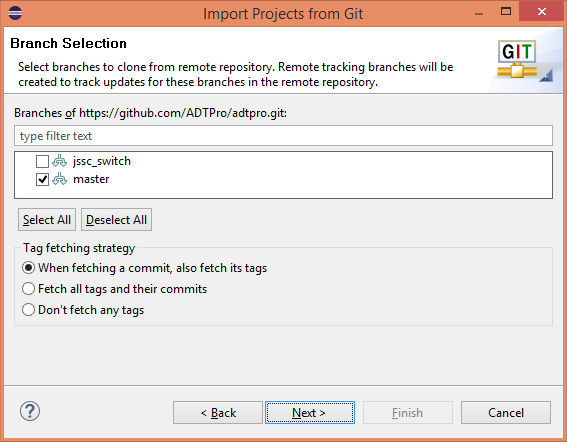 Import Projects from Git
Branch Selection
GIT
Select branches to clone from remote repository. Remote tracking branches will be
created to track updates for these branches in the remote repository.
Branches of https://github.com/ADTPro/adtpro.git:
type filter text
jssc_switch
master
Select All Deselect All
Tag fetching strategy
When fetching a commit, also fetch its tags
Fetch all tags and their commits
Don't fetch any tags
? < Back Next > Finish Cancel